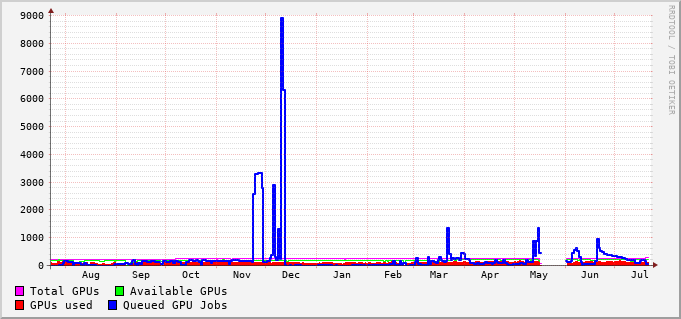 9000
8000
7000
6000
5000
4000
3000
2000
1000
0
Aug Sep Oct Nov Dec Jan Feb Mar Apr May Jun Jul
Total GPUs Available GPUs
GPUs used Queued GPU Jobs
RRDTOOL / TOBI OETIKER